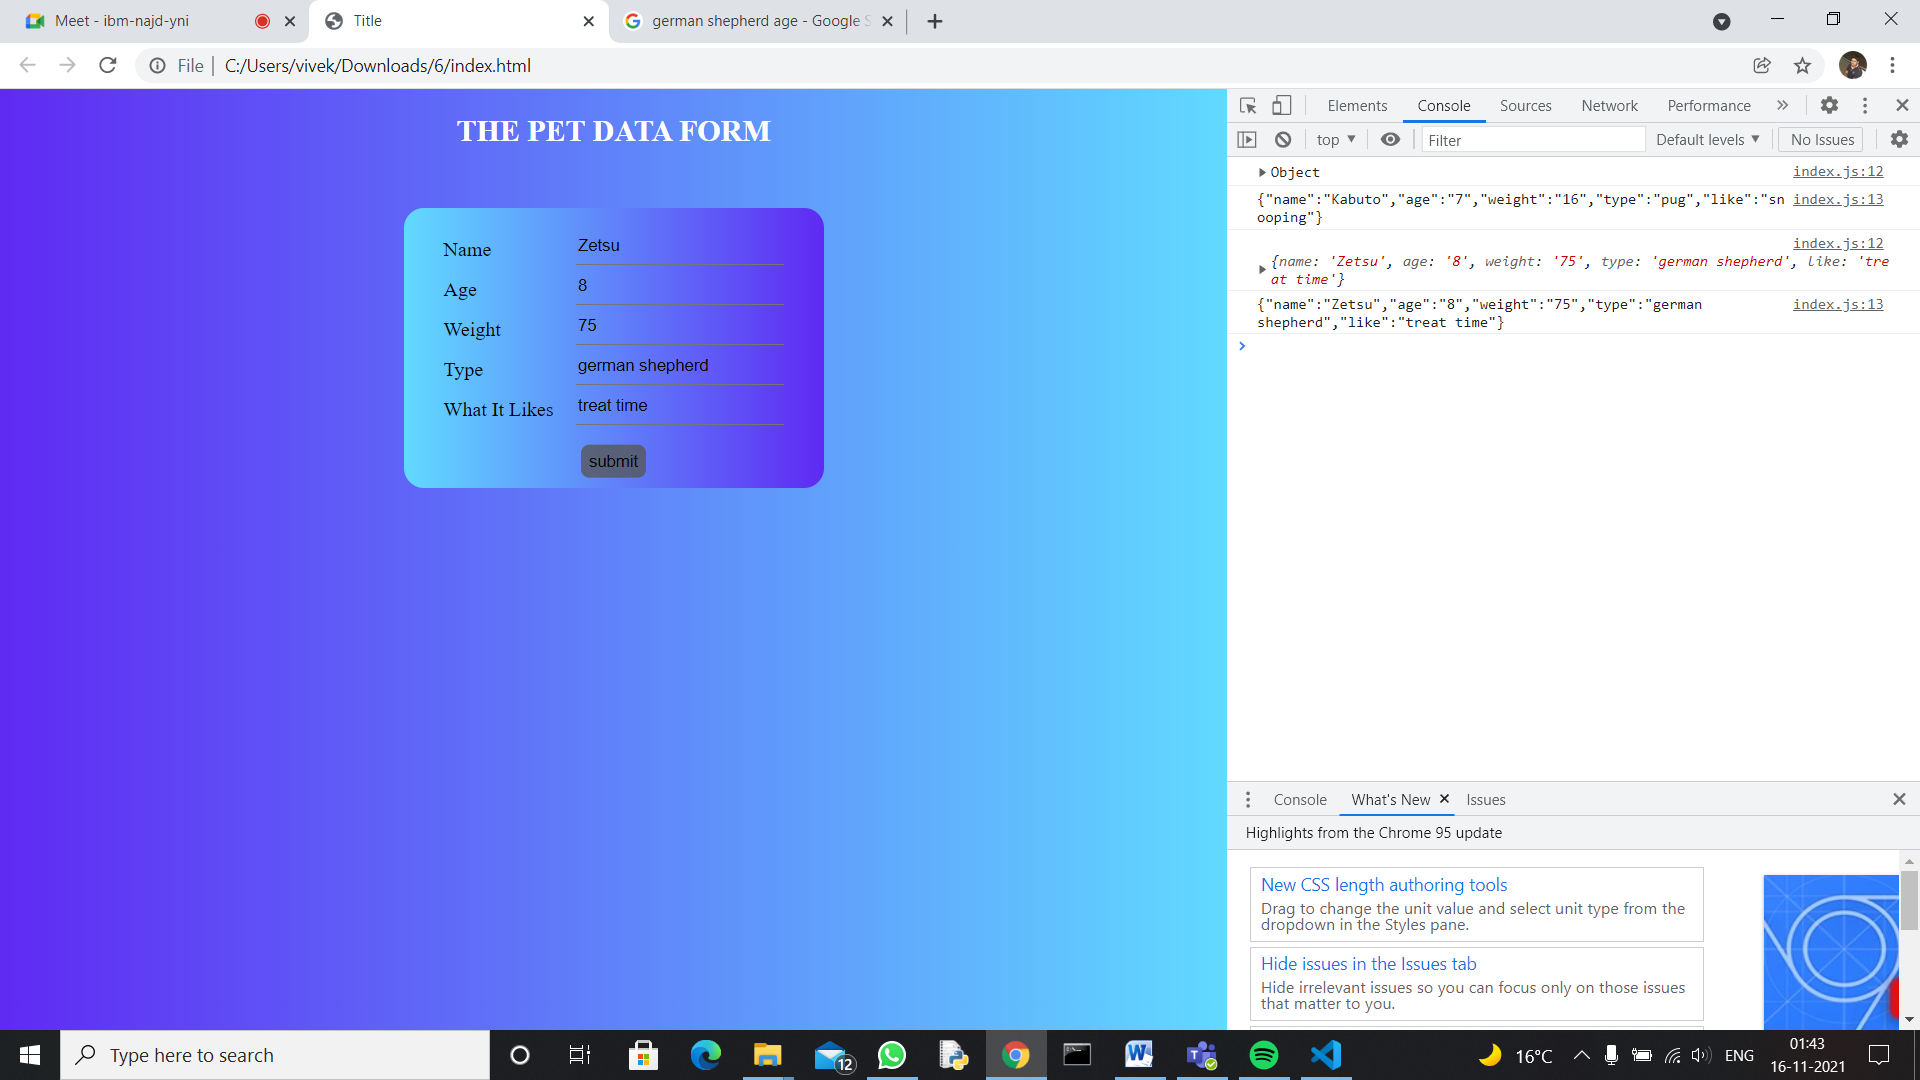 Meet - ibm-najd-yni
Title
german shepherd age - Google S
File
C:/Users/vivek/Downloads/6/index.html
THE PET DATA FORM
Name
Zetsu
Age
8
Weight
75
Type
german shepherd
What It Likes
treat time
submit
Elements
Console
Sources
Network
Performance
top
Filter
Default levels
No Issues
Object
index.js:12
{"name":"Kabuto","age":"7","weight":"16","type":"pug","like":"sn
index.js:13
ooping"}
index.js:12
{name: 'Zetsu', age: '8', weight: '75', type: 'german shepherd', like: 'tre
at time'}
{"name":"Zetsu","age":"8","weight":"75","type":"german
index.js:13
shepherd","like":"treat time"}
Console
What's New
Issues
Highlights from the Chrome 95 update
New CSS length authoring tools
Drag to change the unit value and select unit type from the
dropdown in the Styles pane.
Hide issues in the Issues tab
Hide irrelevant issues so you can focus only on those issues
that matter to you.
Type here to search
12
16°C
ENG
01:43
16-11-2021